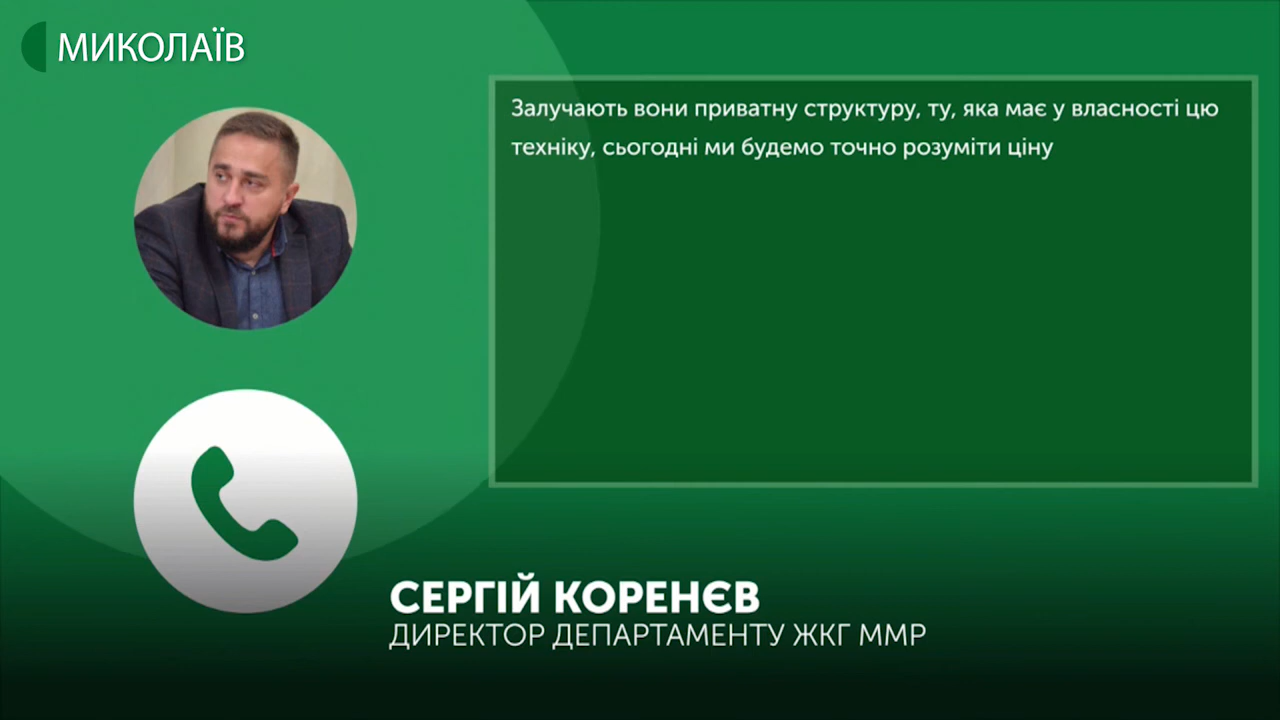 МИКОЛАЇВ
Залучають вони приватну структуру, ту, яка має у власності цю
техніку, сьогодні ми будемо точно розуміти ціну
СЕРГІЙ КОРЕНЄВ
ДИРЕКТОР ДЕПАРТАМЕНТУ ЖКГ ММР